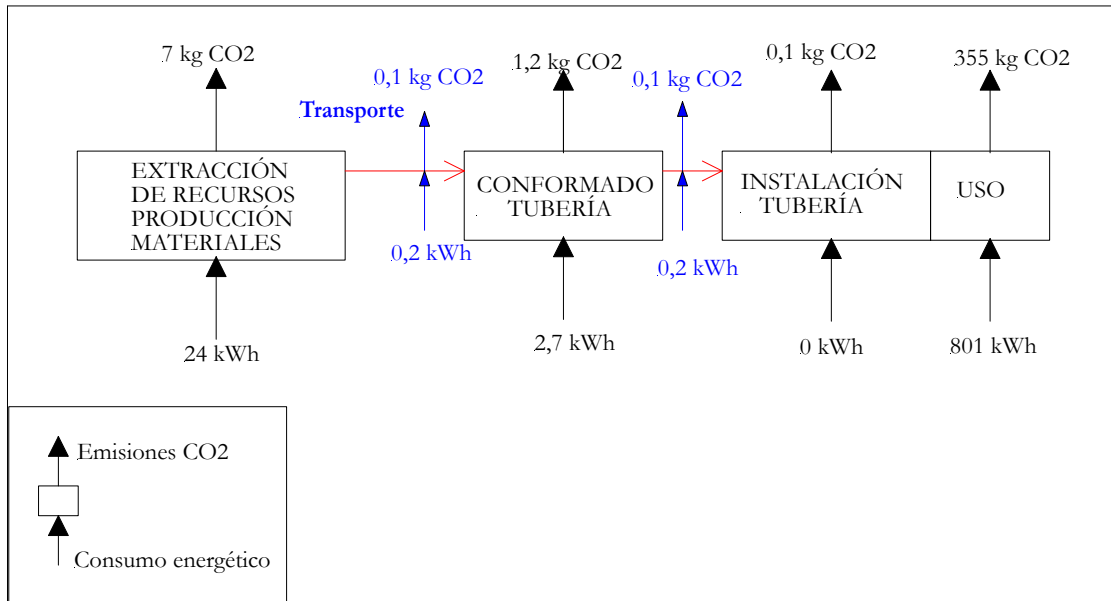 7 kg CO2
0,1 kg CO2
1,2 kg CO2
0,1 kg CO2
0,1 kg CO2
355 kg CO2
Transporte
EXTRACCIÓN
DE RECURSOS
PRODUCCIÓN
MATERIALES
CONFORMADO
TUBERÍA
INSTALACIÓN
TUBERÍA
USO
24 kWh
0,2 kWh
2,7 kWh
0,2 kWh
0 kWh
801 kWh
Emisiones CO2
Consumo energético